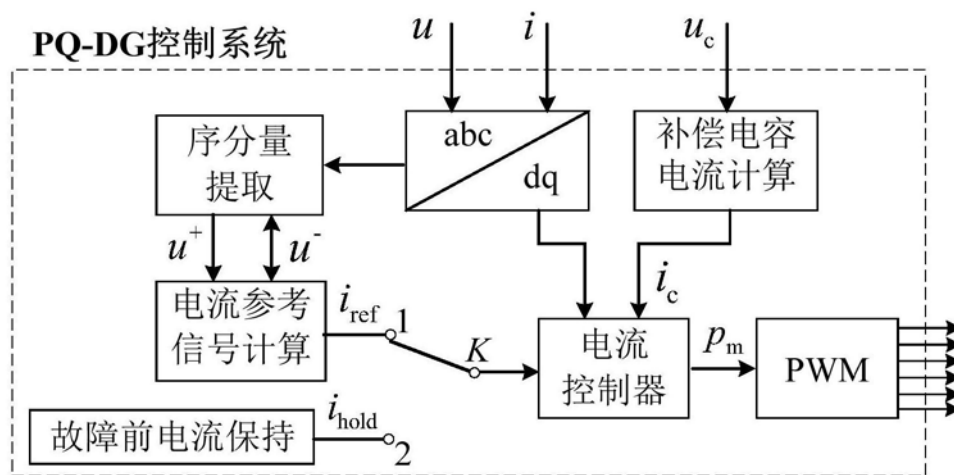 PQ-DG控制系统
u
i
u_c
abc
dq
序分量
提取
补偿电容
电流计算
u⁺
u⁻
i_c
电流参考
信号计算
i_ref
1
K
电流
控制器
p_m
PWM
故障前电流保持
i_hold
2